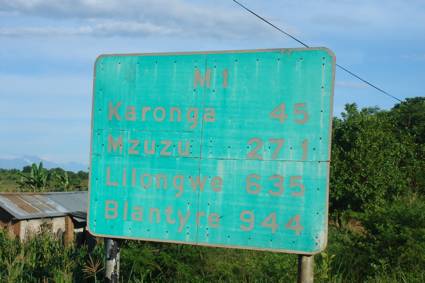 M1
Karonga 45
Mzuzu 271
Lilongwe 635
Blantyre 944